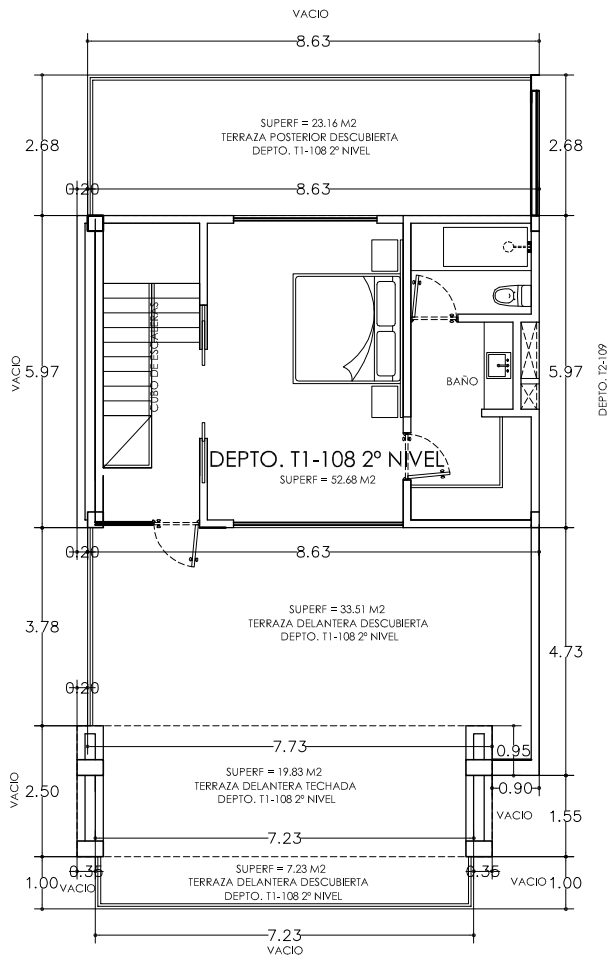 VACIO
8.63
SUPERF = 23.16 M2
TERRAZA POSTERIOR DESCUBIERTA
DEPTO. T1-108 2º NIVEL
2.68
2.68
0.20
8.63
CUBO DE ESCALERAS
VACIO
5.97
BAÑO
5.97
DEPTO. T2-109
DEPTO. T1-108 2º NIVEL
SUPERF = 52.68 M2
0.20
8.63
SUPERF = 33.51 M2
TERRAZA DELANTERA DESCUBIERTA
DEPTO. T1-108 2º NIVEL
3.78
4.73
0.20
7.73
0.95
SUPERF = 19.83 M2
TERRAZA DELANTERA TECHADA
DEPTO. T1-108 2º NIVEL
VACIO
2.50
0.90
VACIO
1.55
7.23
0.35
0.35
SUPERF = 7.23 M2
TERRAZA DELANTERA DESCUBIERTA
DEPTO. T1-108 2º NIVEL
1.00
VACIO
VACIO
1.00
7.23
VACIO